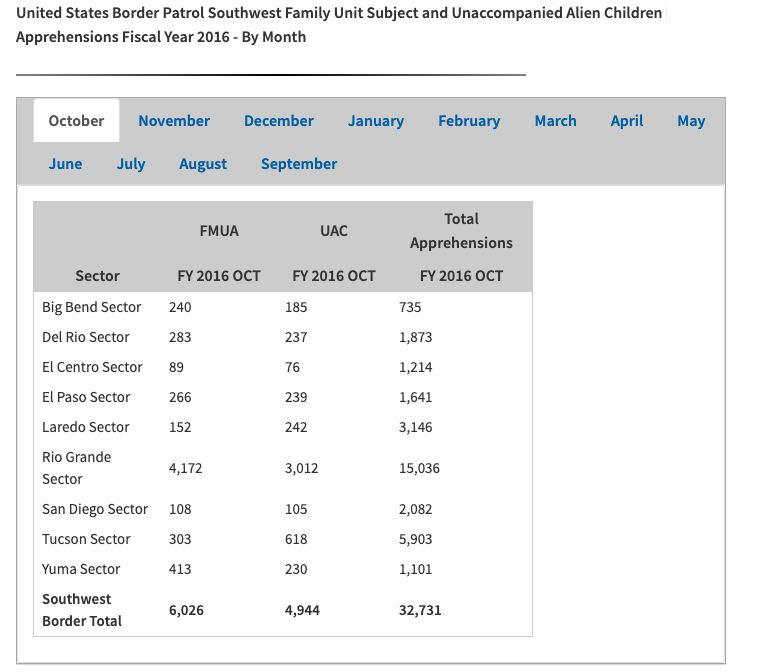 United States Border Patrol Southwest Family Unit Subject and Unaccompanied Alien Children
Apprehensions Fiscal Year 2016 - By Month
October November December January February March April May
June July August September
FMUA UAC Total
Apprehensions
Sector FY 2016 OCT FY 2016 OCT FY 2016 OCT
Big Bend Sector 240 185 735
Del Rio Sector 283 237 1,873
El Centro Sector 89 76 1,214
El Paso Sector 266 239 1,641
Laredo Sector 152 242 3,146
Rio Grande
Sector 4,172 3,012 15,036
San Diego Sector 108 105 2,082
Tucson Sector 303 618 5,903
Yuma Sector 413 230 1,101
Southwest
Border Total 6,026 4,944 32,731